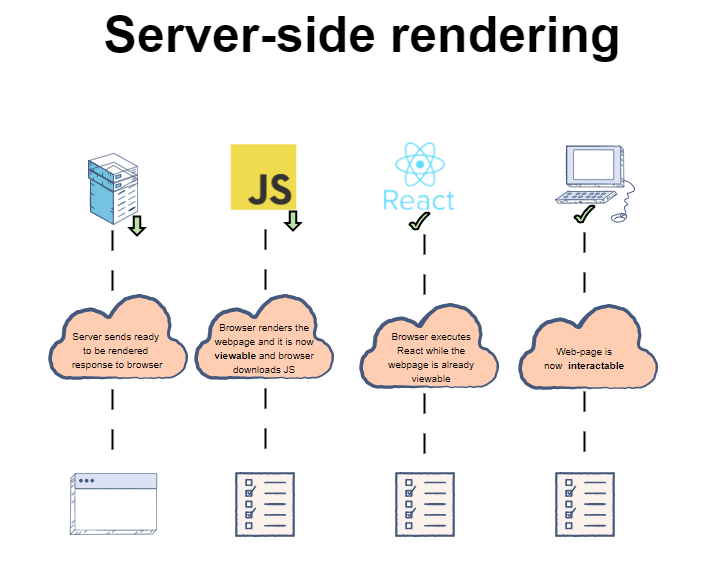 Server-side rendering
JS
React
Server sends ready
to be rendered
response to browser
Browser renders the
webpage and it is now
viewable and browser
downloads JS
Browser executes
React while the
webpage is already
viewable
Web-page is
now interactable